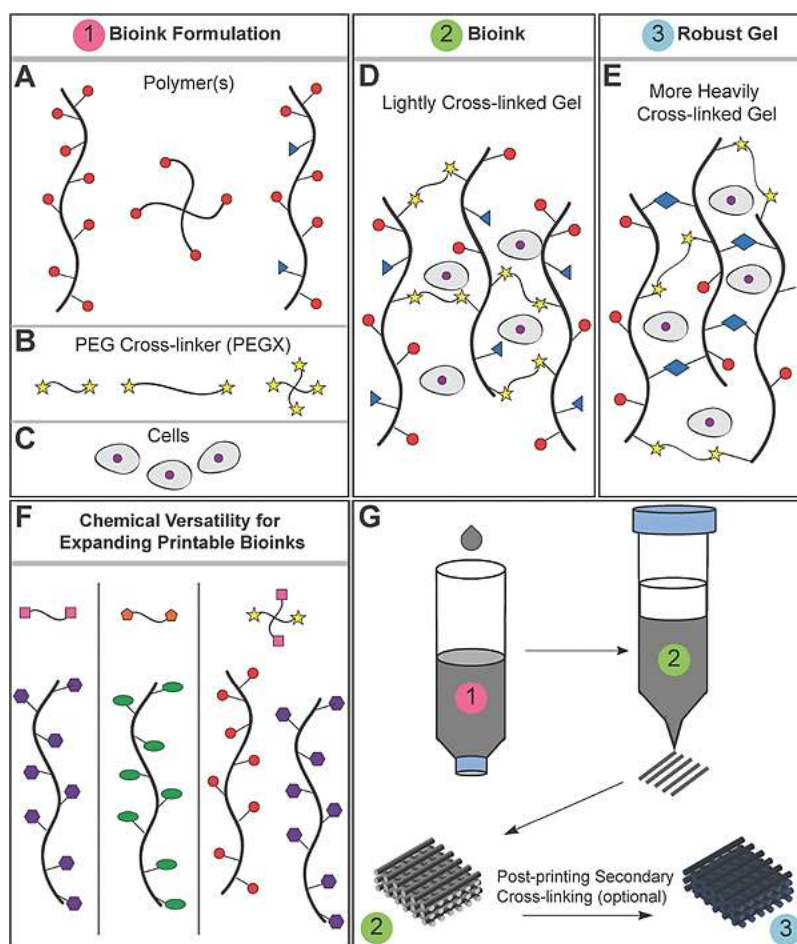 1 Bioink Formulation
2 Bioink
3 Robust Gel
A
Polymer(s)
B
PEG Cross-linker (PEGX)
C
Cells
D
Lightly Cross-linked Gel
E
More Heavily
Cross-linked Gel
F
Chemical Versatility for
Expanding Printable Bioinks
G
1
2
2
Post-printing Secondary
Cross-linking (optional)
3